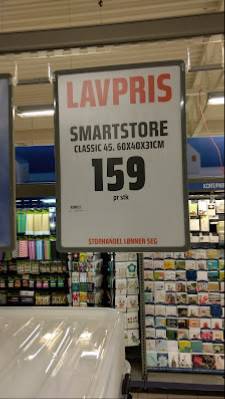 LAVPRIS
SMARTSTORE
CLASSIC 45. 60X40X31CM
159
pr stk
STORHANDEL LØNNER SEG